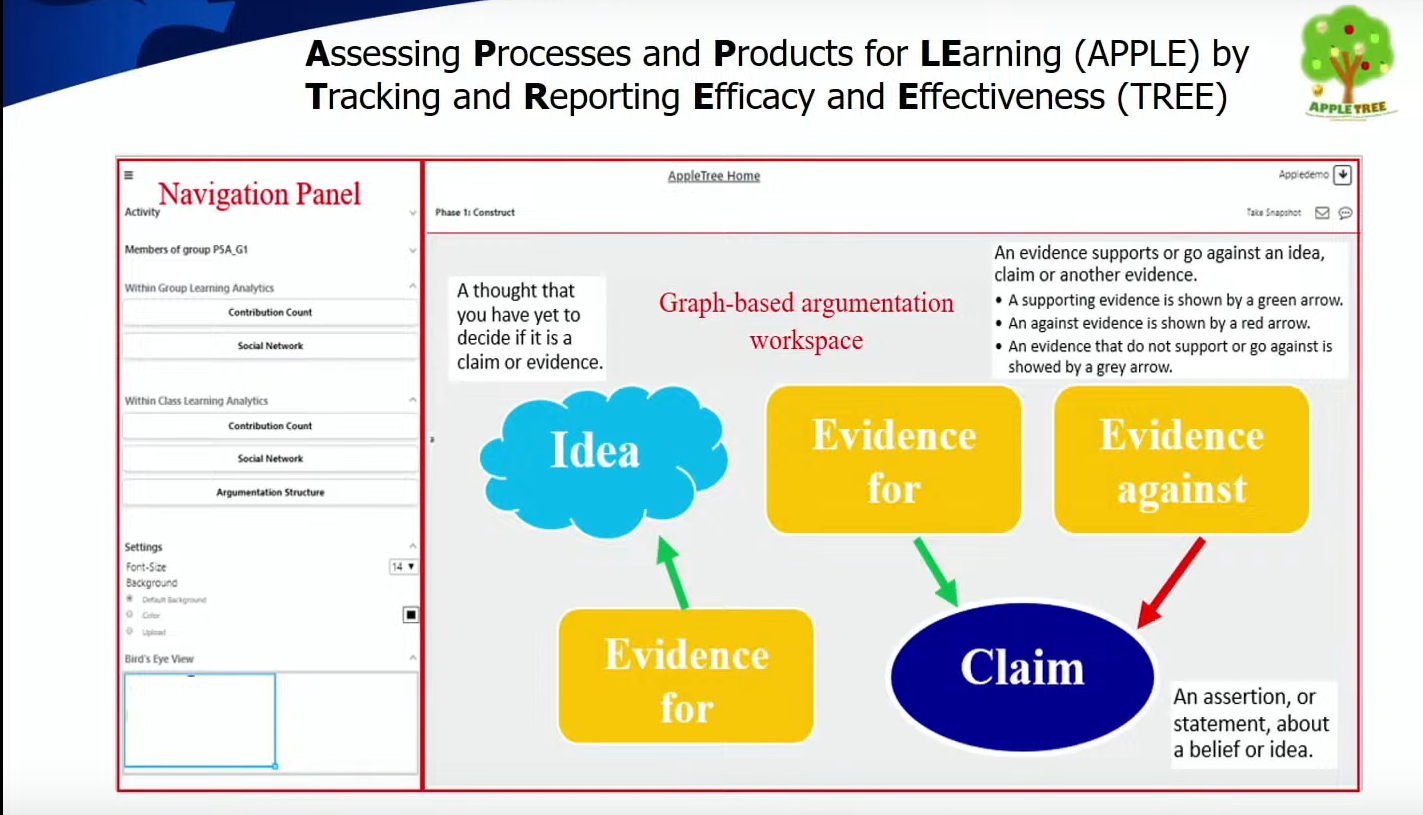 Assessing Processes and Products for LEarning (APPLE) by
Tracking and Reporting Efficacy and Effectiveness (TREE)
APPLE TREE
Navigation Panel
Activity
Members of group P5A_G1
Within Group Learning Analytics
Contribution Count
Social Network
Within Class Learning Analytics
Contribution Count
Social Network
Argumentation Structure
Settings
Font-Size
14
Background
Default Background
Color
Upload
Bird's Eye View
AppleTree Home
Appledemo
Phase 1: Construct
Take Snapshot
A thought that
you have yet to
decide if it is a
claim or evidence.
Graph-based argumentation
workspace
An evidence supports or go against an idea,
claim or another evidence.
• A supporting evidence is shown by a green arrow.
• An against evidence is shown by a red arrow.
• An evidence that do not support or go against is
showed by a grey arrow.
Idea
Evidence
for
Evidence
against
Evidence
for
Claim
An assertion, or
statement, about
a belief or idea.